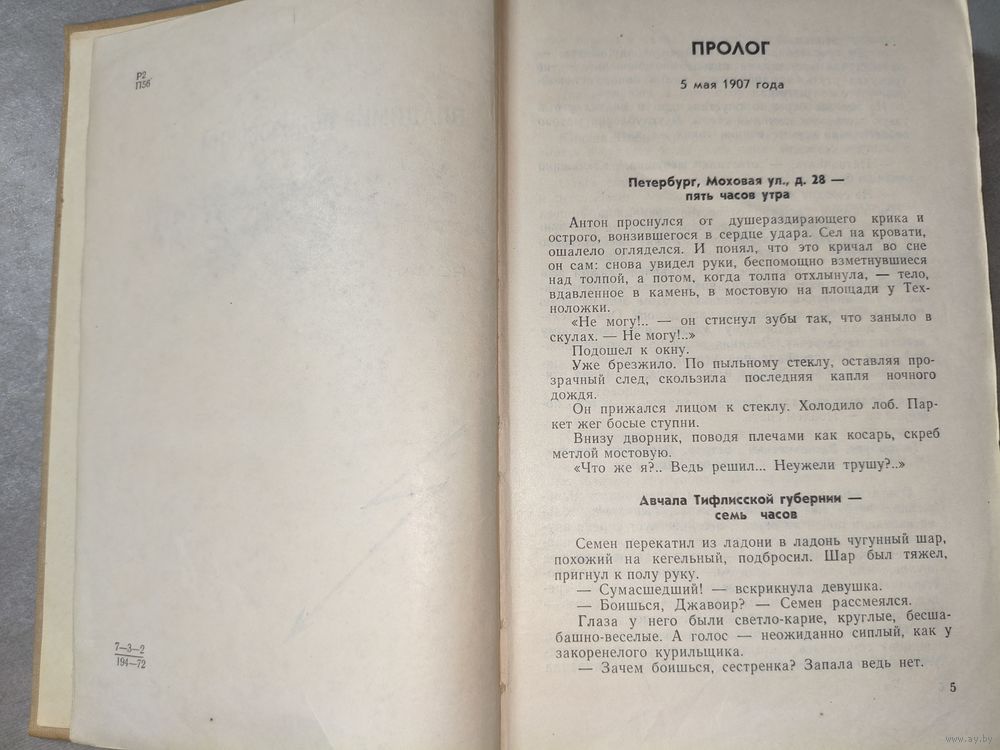 Р2
П56
7—3—2
194—72
ПРОЛОГ
5 мая 1907 года
Петербург, Моховая ул., д. 28 —
пять часов утра
Антон проснулся от душераздирающего крика и
острого, вонзившегося в сердце удара. Сел на кровати,
ошалело огляделся. И понял, что это кричал во сне
он сам: снова увидел руки, беспомощно взметнувшиеся
над толпой, а потом, когда толпа отхлынула, — тело,
вдавленное в камень, в мостовую на площади у Тех-
ноложки.
«Не могу!.. — он стиснул зубы так, что заныло в
скулах. — Не могу!..»
Подошел к окну.
Уже брезжило. По пыльному стеклу, оставляя про-
зрачный след, скользила последняя капля ночного
дождя.
Он прижался лицом к стеклу. Холодило лоб. Пар-
кет жег босые ступни.
Внизу дворник, поводя плечами как косарь, скреб
метлой мостовую.
«Что же я?.. Ведь решил... Неужели трушу?..»
Авчала Тифлисской губернии —
семь часов
Семен перекатил из ладони в ладонь чугунный шар,
похожий на кегельный, подбросил. Шар был тяжел,
пригнул к полу руку.
— Сумасшедший! — вскрикнула девушка.
— Боишься, Джавоир? — Семен рассмеялся.
Глаза у него были светло-карие, круглые, бесша-
башно-веселые. А голос — неожиданно сиплый, как у
закоренелого курильщика.
— Зачем боишься, сестренка? Запала ведь нет.
5
www.ay.by